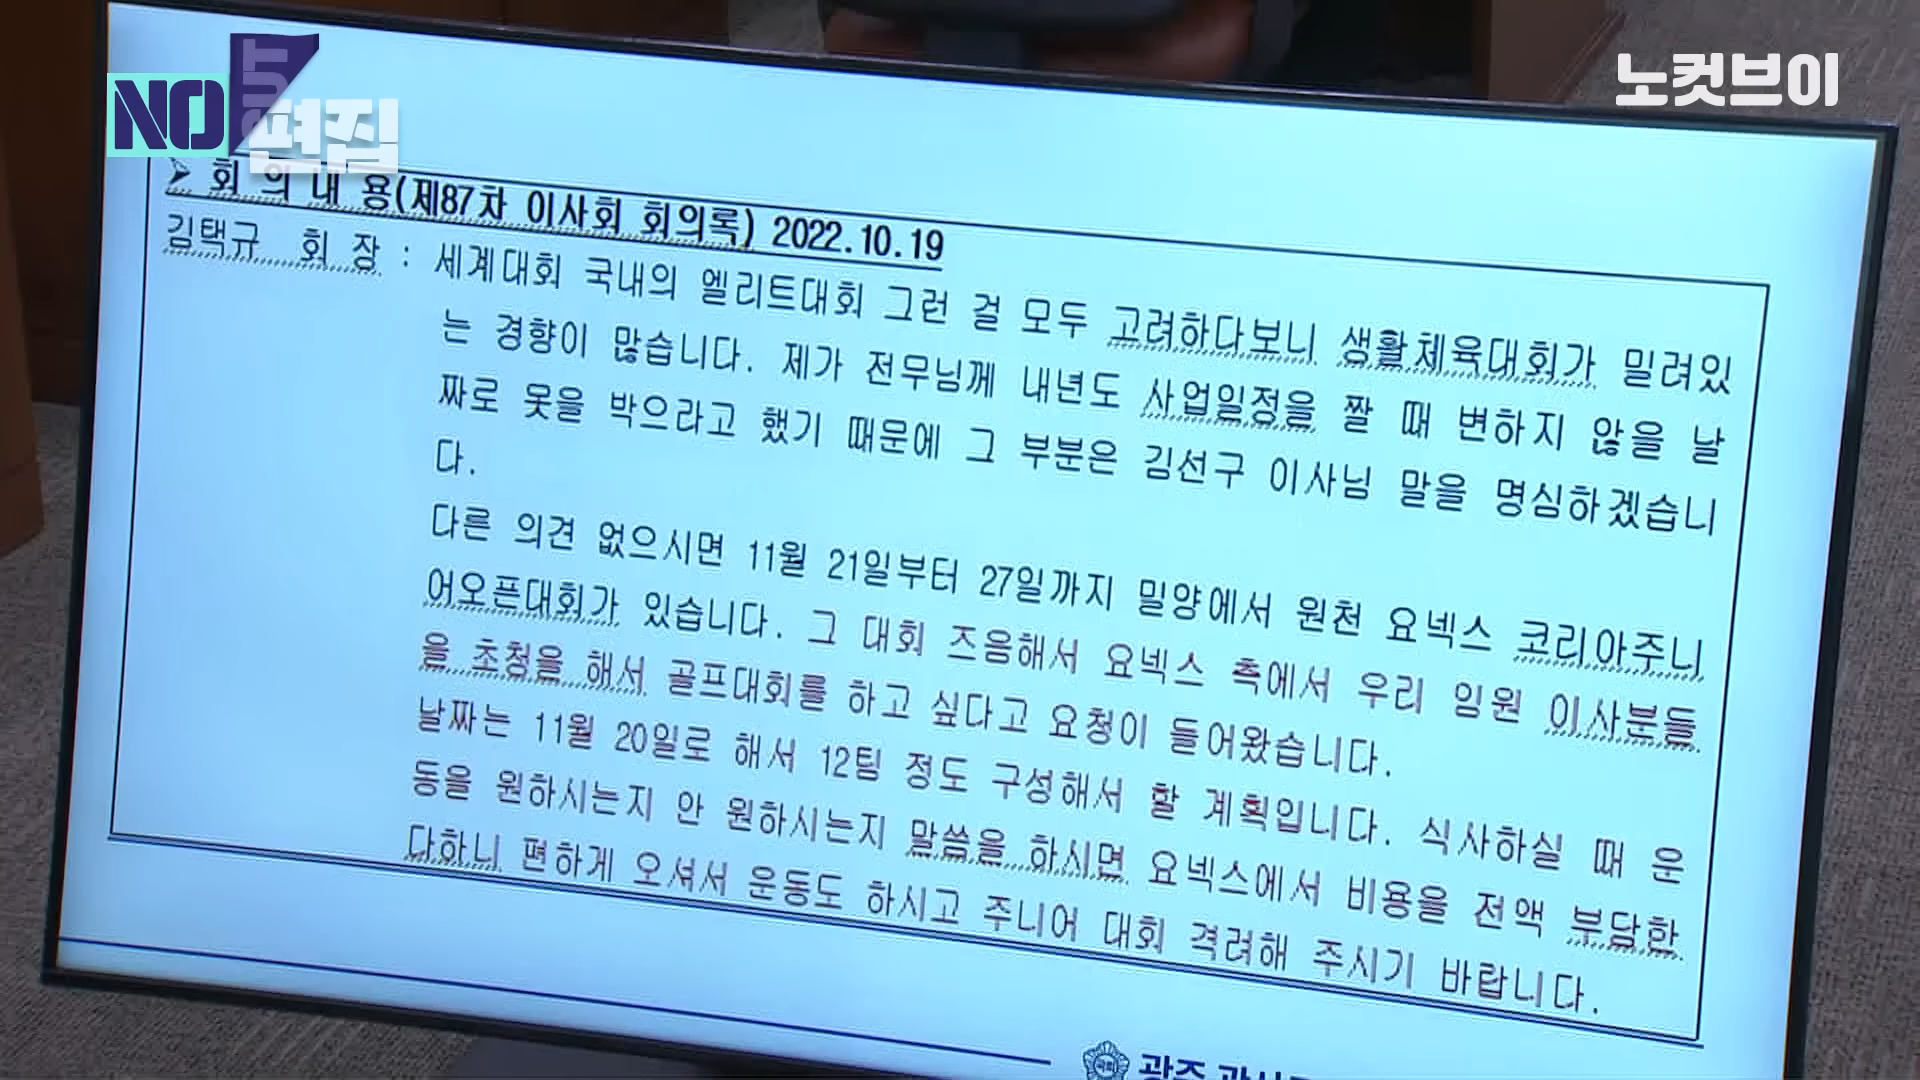 NO
CUT
편집
노컷브이
➤ 회 의 내 용(제87차 이사회 회의록) 2022.10.19
김택규 회 장 : 세계대회 국내의 엘리트대회 그런 걸 모두 고려하다보니 생활체육대회가 밀려있
는 경향이 많습니다. 제가 전무님께 내년도 사업일정을 짤 때 변하지 않을 날
짜로 못을 박으라고 했기 때문에 그 부분은 김선구 이사님 말을 명심하겠습니
다.
다른 의견 없으시면 11월 21일부터 27일까지 밀양에서 원천 요넥스 코리아주니
어오픈대회가 있습니다. 그 대회 즈음해서 요넥스 측에서 우리 임원 이사분들
을 초청을 해서 골프대회를 하고 싶다고 요청이 들어왔습니다.
날짜는 11월 20일로 해서 12팀 정도 구성해서 할 계획입니다. 식사하실 때 운
동을 원하시는지 안 원하시는지 말씀을 하시면 요넥스에서 비용을 전액 부담한
다하니 편하게 오셔서 운동도 하시고 주니어 대회 격려해 주시기 바랍니다.
국회 광주 광산